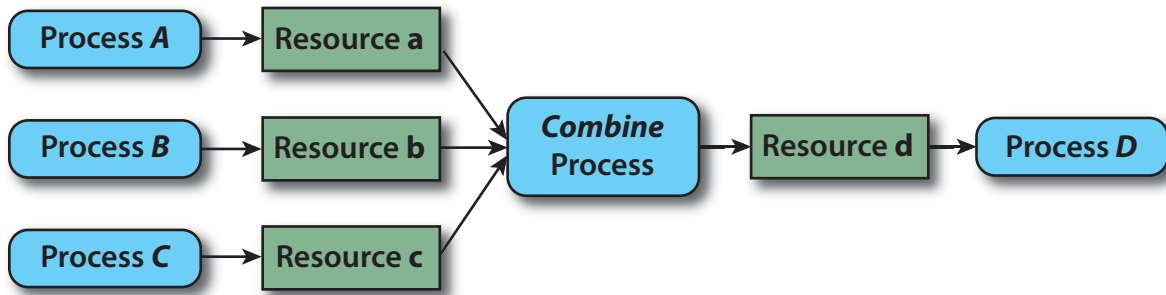 Process A
Resource a
Process B
Resource b
Combine
Process
Resource d
Process D
Process C
Resource c